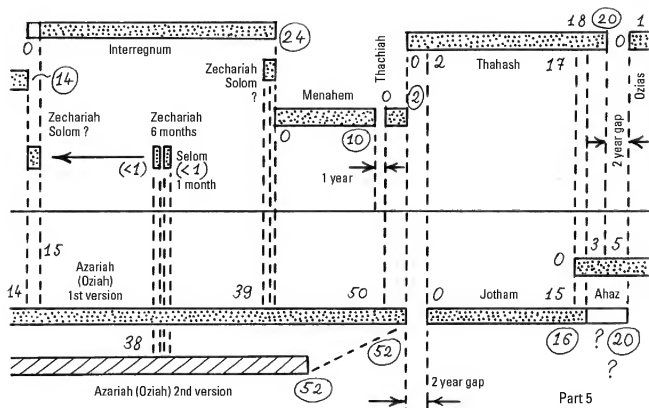 18 20 1
0 Interregnum 24 0 2 Thahash 17 0
14 Zechariah Solom ? Thachiah Ozias
Menahem 0 2
Zechariah
Solom ?
Zechariah
6 months
0 10
2 year gap
(<1) Selom
(<1)
1 month
1 year
15 0 3 5
Azariah
(Oziah)
1st version
14 39 50 0 Jotham 15 Ahaz
38 52 16 ? 20
?
52
Azariah (Oziah) 2nd version
2 year gap
Part 5